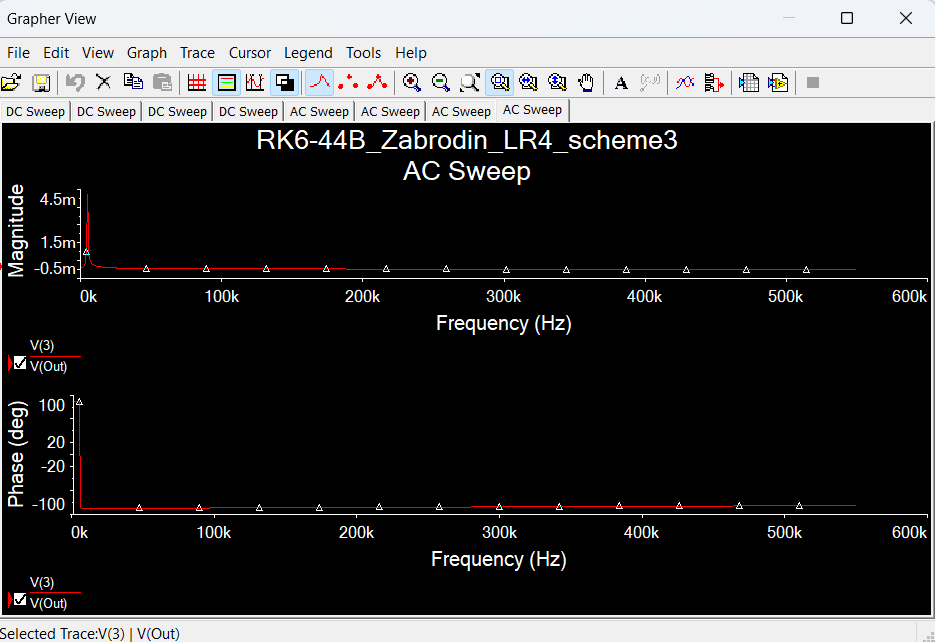 Grapher View
File Edit View Graph Trace Cursor Legend Tools Help
A
DC Sweep DC Sweep DC Sweep DC Sweep AC Sweep AC Sweep AC Sweep AC Sweep
RK6-44B_Zabrodin_LR4_scheme3
AC Sweep
Magnitude
4.5m
1.5m
-0.5m
0k 100k 200k 300k 400k 500k 600k
Frequency (Hz)
V(3)
V(Out)
Phase (deg)
100
20
-20
-100
0k 100k 200k 300k 400k 500k 600k
Frequency (Hz)
V(3)
V(Out)
Selected Trace:V(3) | V(Out)